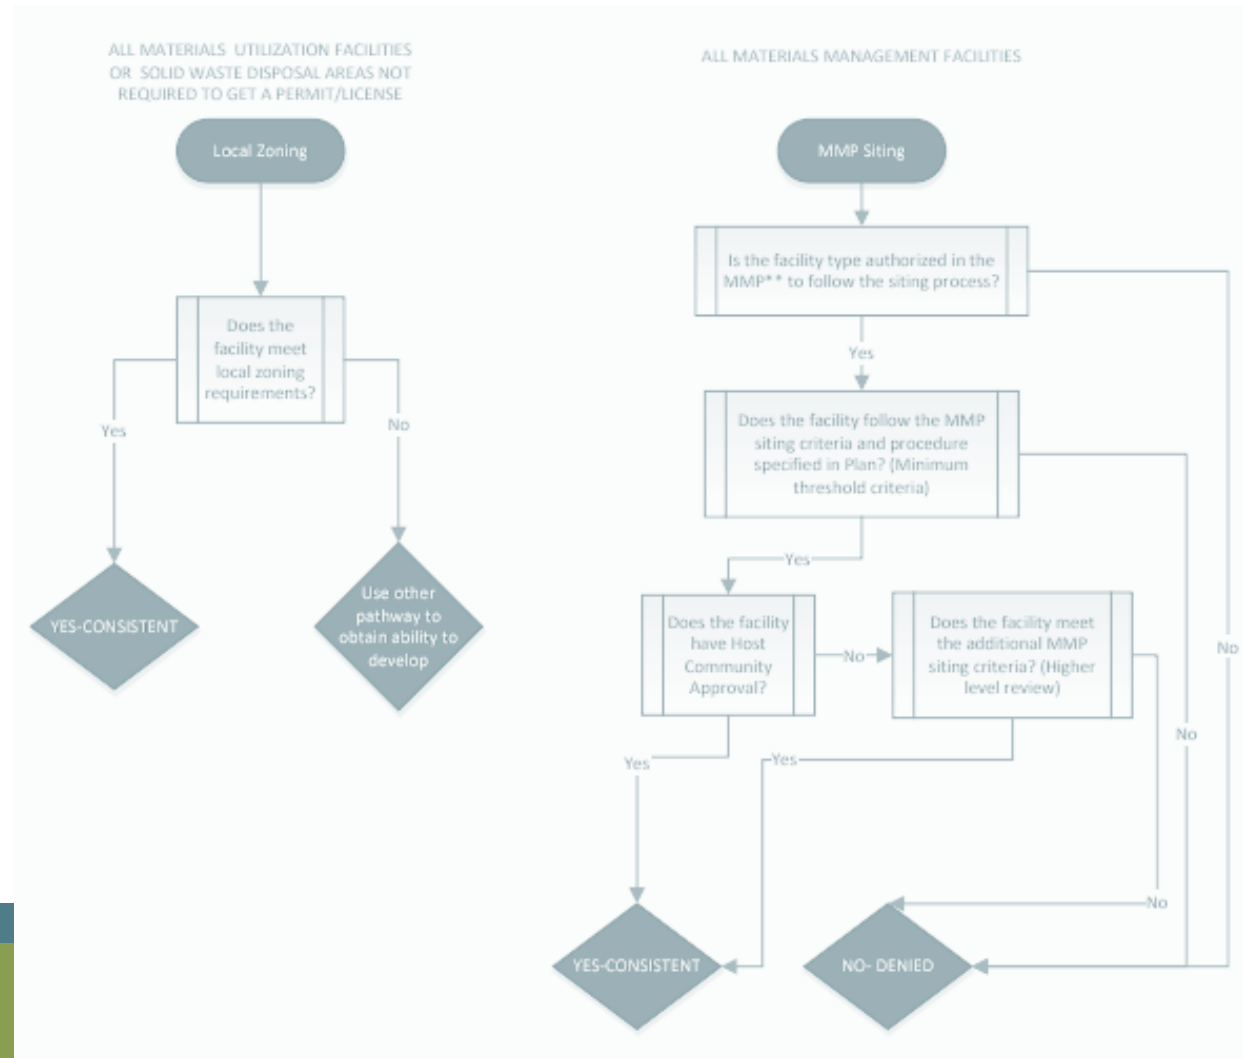 ALL MATERIALS UTILIZATION FACILITIES
OR SOLID WASTE DISPOSAL AREAS NOT
REQUIRED TO GET A PERMIT/LICENSE
Local Zoning
Does the
facility meet
local zoning
requirements?
Yes
No
YES-CONSISTENT
Use other
pathway to
obtain ability to
develop
ALL MATERIALS MANAGEMENT FACILITIES
MMP Siting
Is the facility type authorized in the
MMP** to follow the siting process?
Yes
Does the facility follow the MMP
siting criteria and procedure
specified in Plan? (Minimum
threshold criteria)
Yes
Does the facility
have Host
Community
Approval?
No
Does the facility meet
the additional MMP
siting criteria? (Higher
level review)
No
No
Yes
Yes
No
YES-CONSISTENT
NO- DENIED